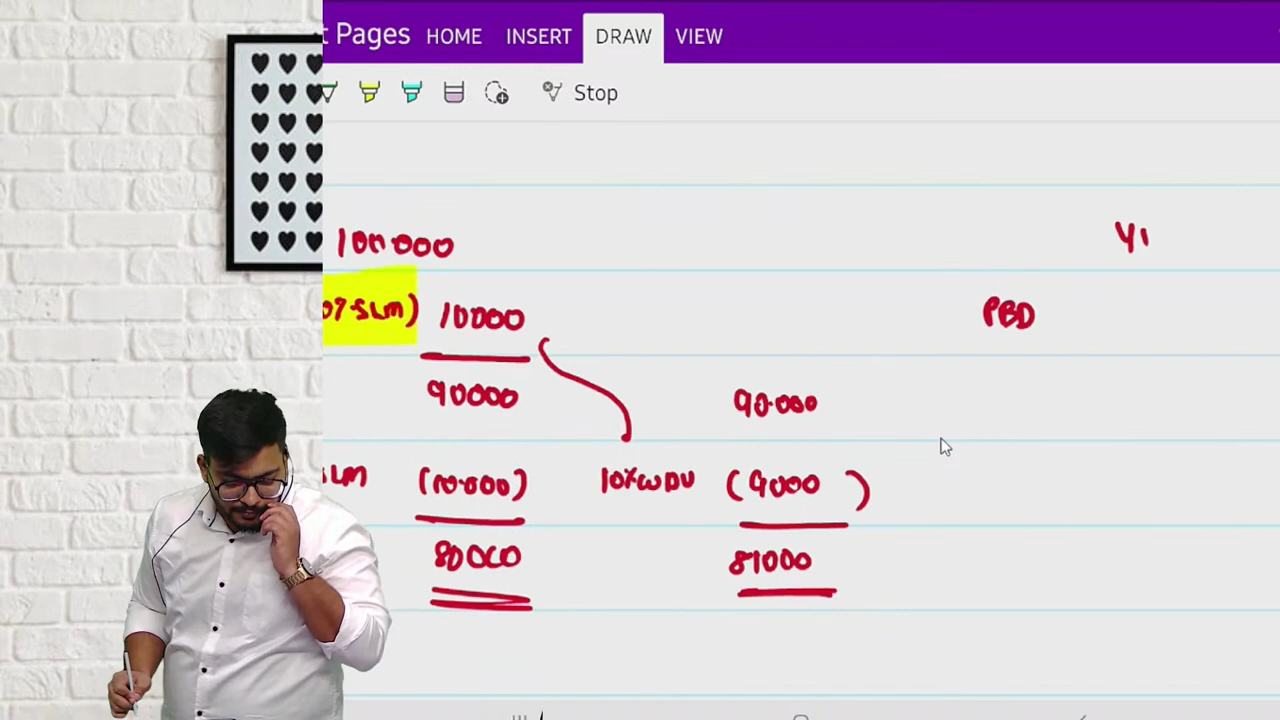 t Pages HOME INSERT DRAW VIEW
Stop
100000 Y1
0% SLM) 10000 PBD
90000 90000
SLM (10000) 10% WDV (9000)
80000 81000